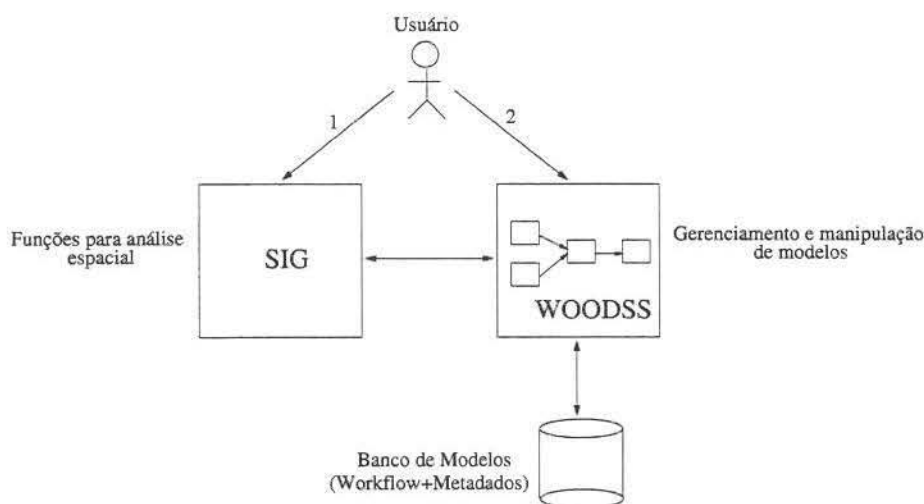 Usuário
1
2
Funções para análise
espacial
SIG
Gerenciamento e manipulação
de modelos
WOODSS
Banco de Modelos
(Workflow+Metadados)